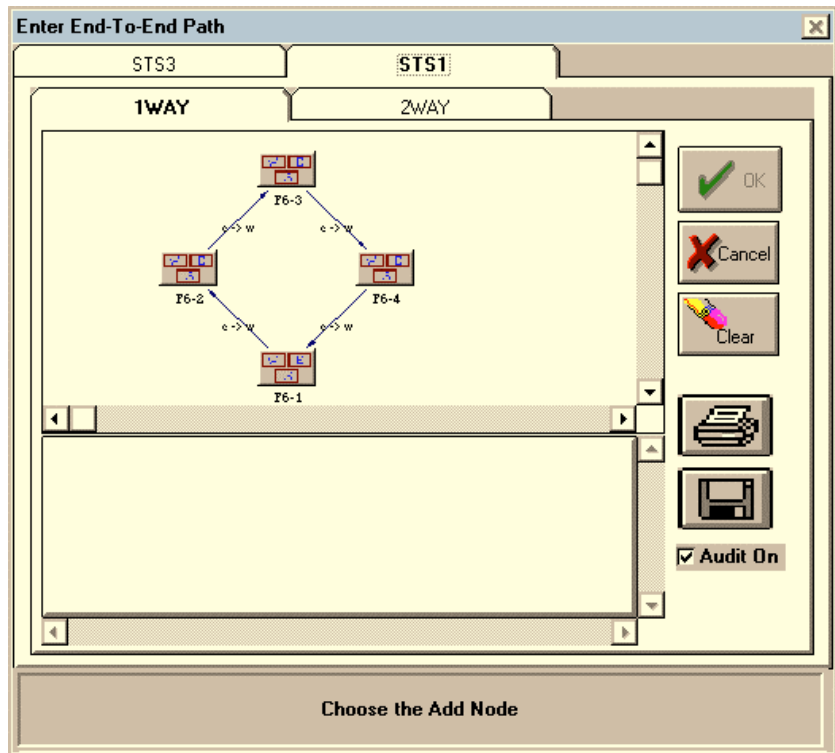 Enter End-To-End Path
STS3 STS1
1WAY 2WAY
OK
F6-3
e -> w e -> w
Cancel
F6-2 F6-4
Clear
e -> w e -> w
F6-1
Audit On
Choose the Add Node